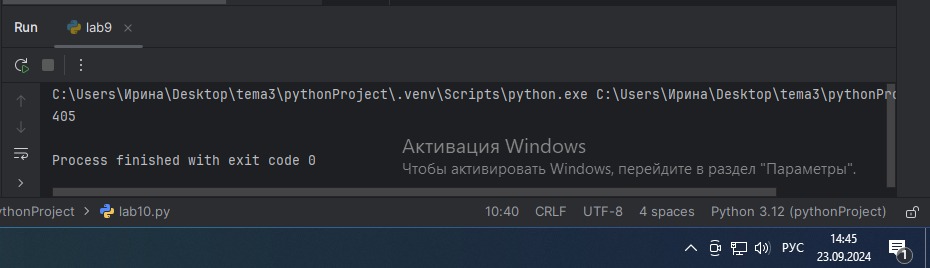 Run lab9
C:\Users\Ирина\Desktop\tema3\pythonProject\.venv\Scripts\python.exe C:\Users\Ирина\Desktop\tema3\pythonPro
405
Process finished with exit code 0
Активация Windows
Чтобы активировать Windows, перейдите в раздел "Параметры".
ythonProject > lab10.py 10:40 CRLF UTF-8 4 spaces Python 3.12 (pythonProject)
РУС 14:45
23.09.2024 1